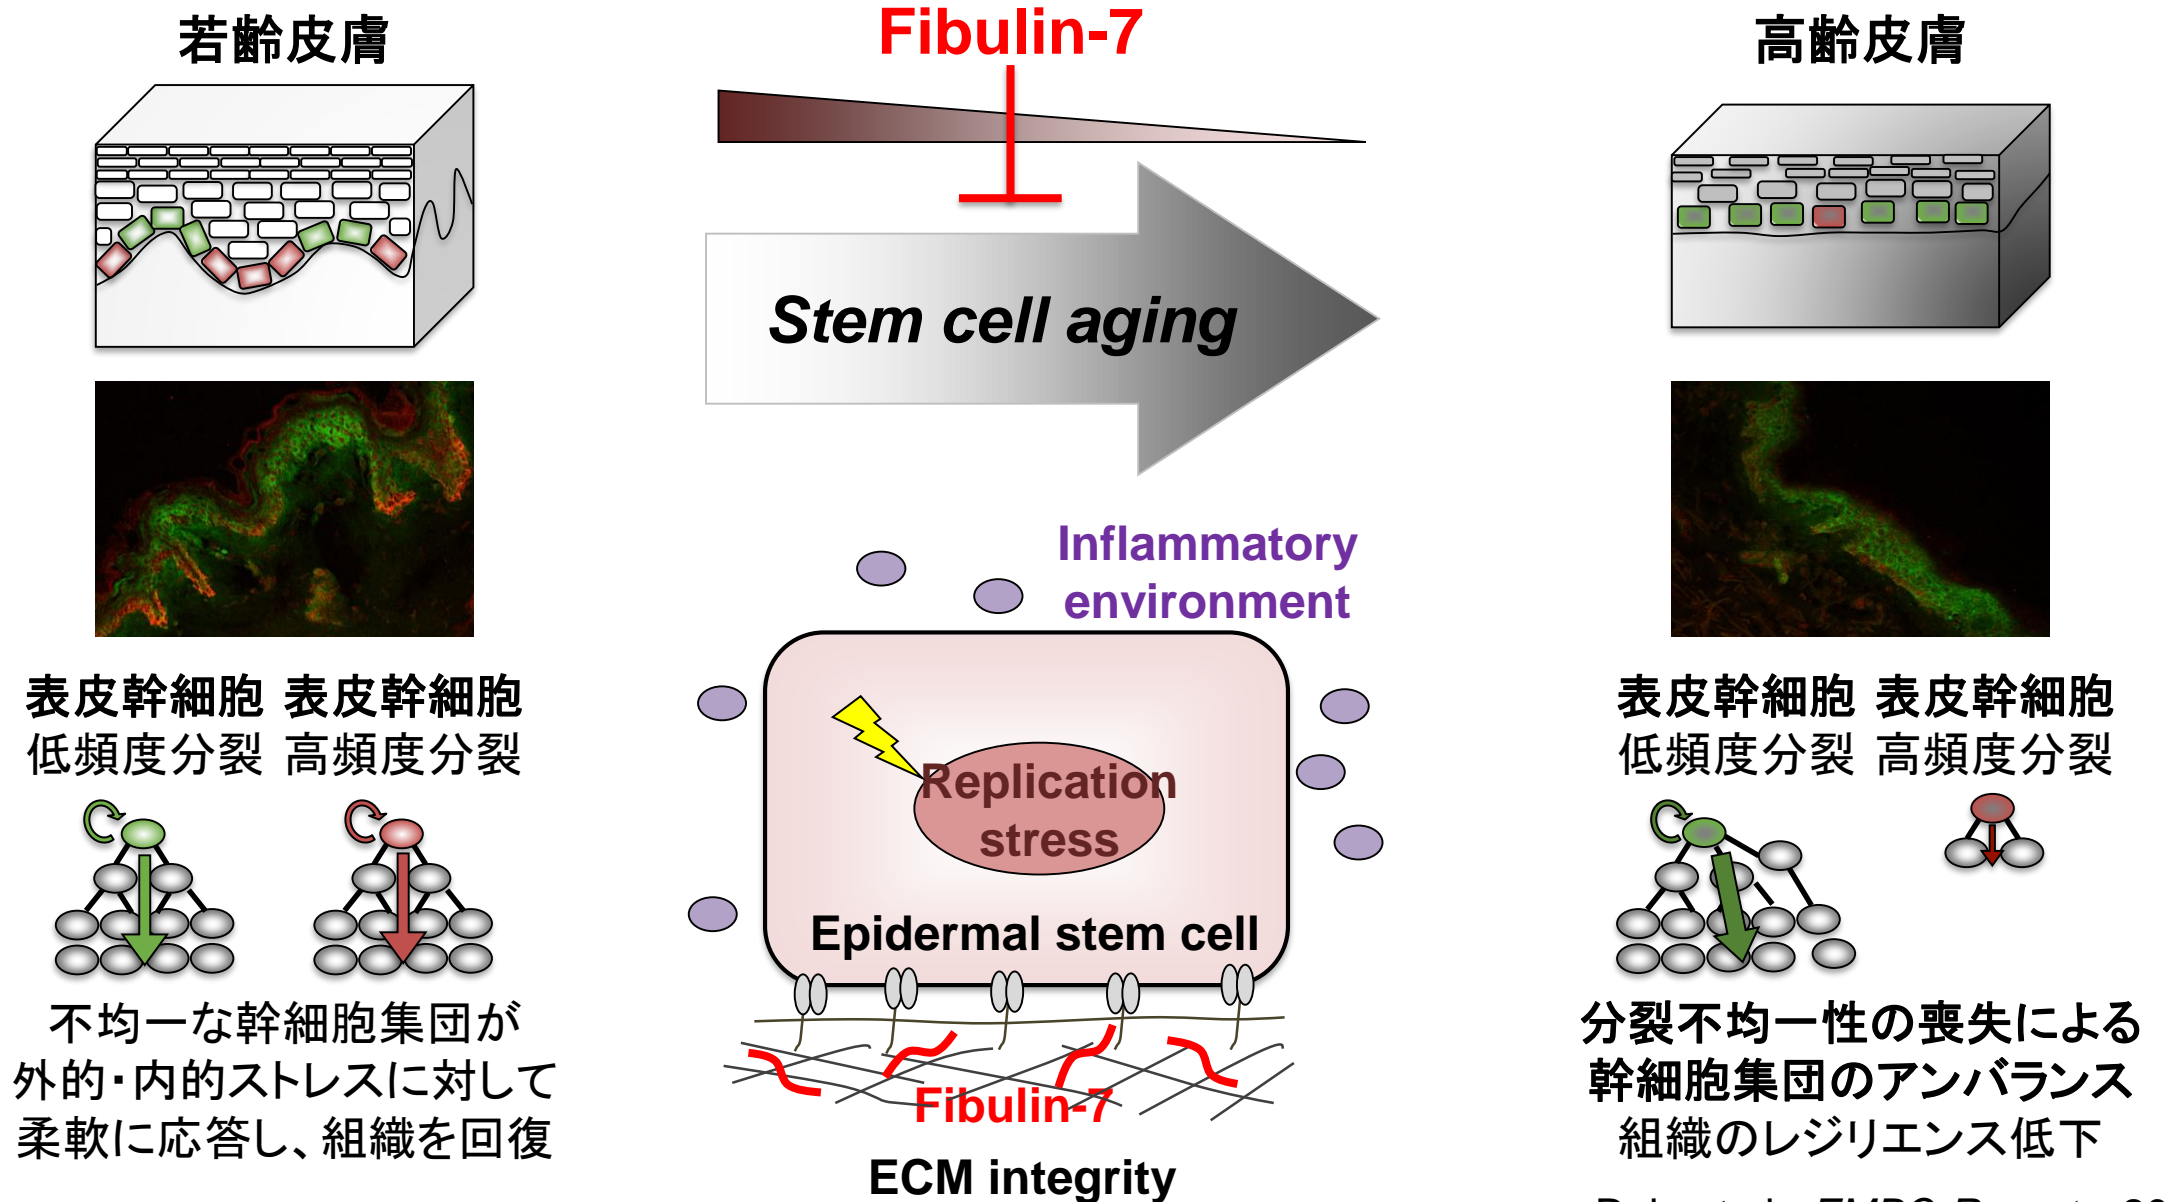 若齢皮膚
表皮幹細胞 表皮幹細胞
低頻度分裂 高頻度分裂
不均一な幹細胞集団が
外的・内的ストレスに対して
柔軟に応答し、組織を回復
Fibulin-7
Stem cell aging
Inflammatory
environment
Replication
stress
Epidermal stem cell
Fibulin-7
ECM integrity
高齢皮膚
表皮幹細胞 表皮幹細胞
低頻度分裂 高頻度分裂
分裂不均一性の喪失による
幹細胞集団のアンバランス
組織のレジリエンス低下